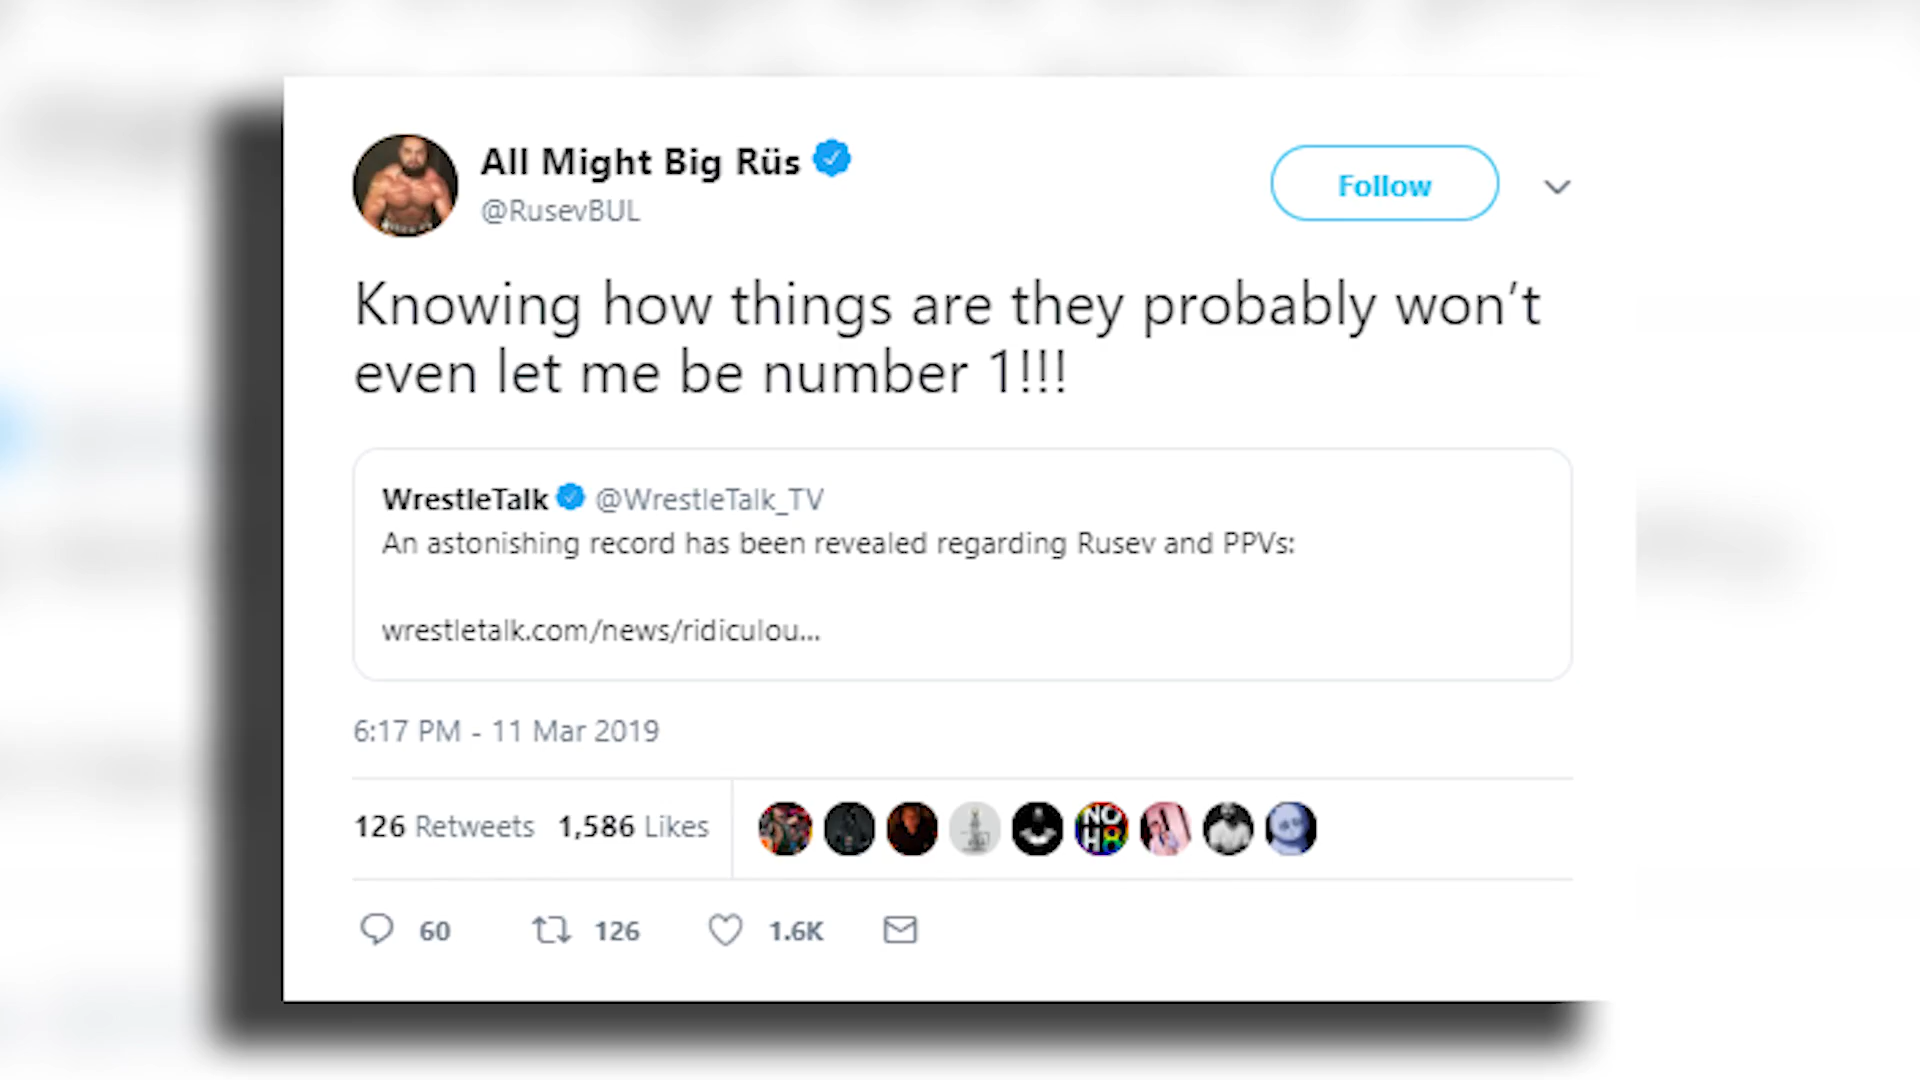 All Might Big Rüs
@RusevBUL
Follow
Knowing how things are they probably won’t
even let me be number 1!!!
WrestleTalk @WrestleTalk_TV
An astonishing record has been revealed regarding Rusev and PPVs:
wrestletalk.com/news/ridiculou...
6:17 PM - 11 Mar 2019
126 Retweets 1,586 Likes
NO
H8
60 126 1.6K